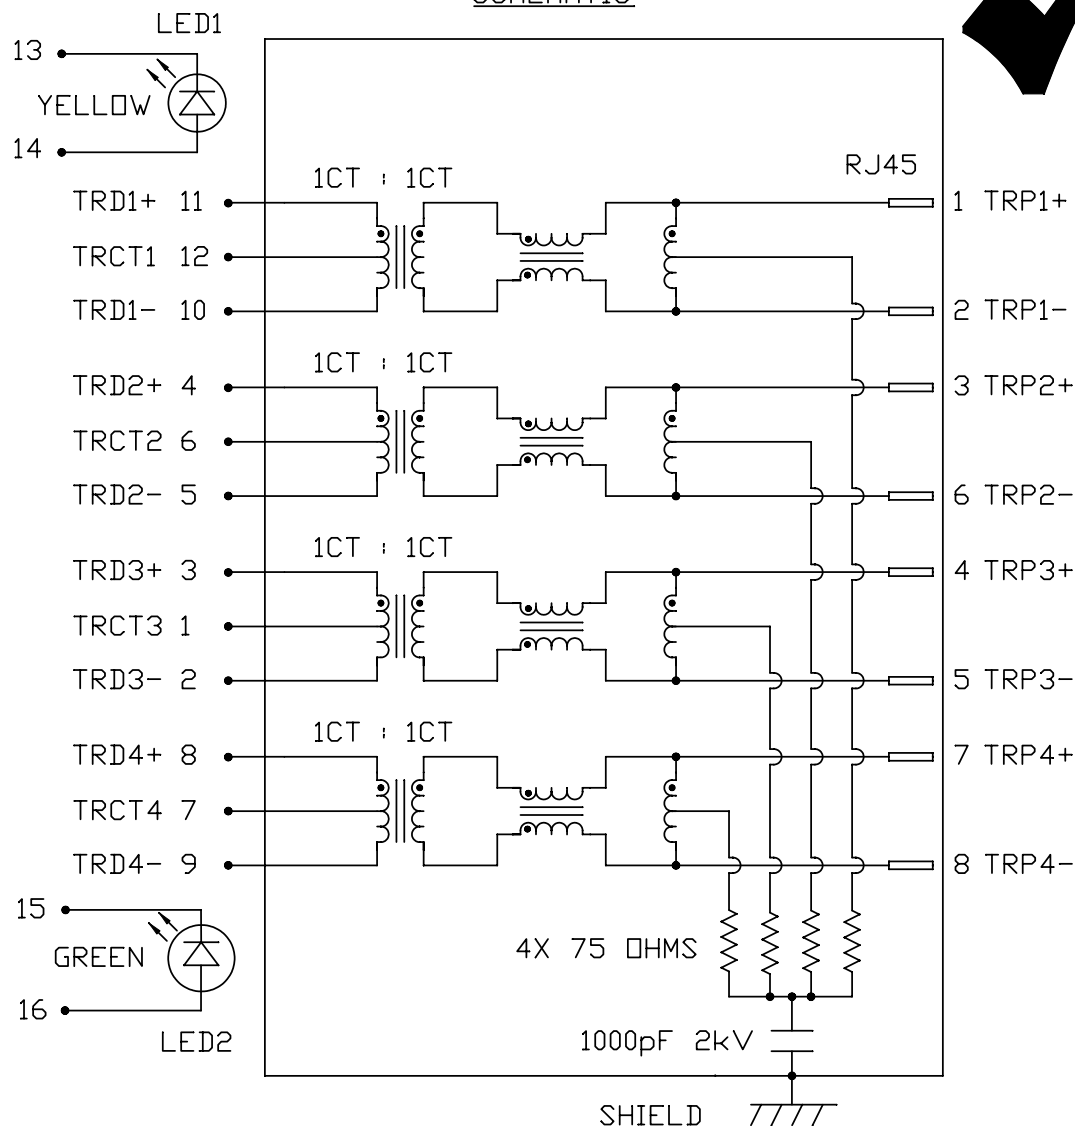 SCHEMATIC
LED1
13
YELLOW
14
1CT : 1CT
RJ45
TRD1+ 11
1 TRP1+
TRCT1 12
TRD1- 10
2 TRP1-
1CT : 1CT
TRD2+ 4
3 TRP2+
TRCT2 6
TRD2- 5
6 TRP2-
1CT : 1CT
TRD3+ 3
4 TRP3+
TRCT3 1
TRD3- 2
5 TRP3-
1CT : 1CT
TRD4+ 8
7 TRP4+
TRCT4 7
TRD4- 9
8 TRP4-
15
GREEN
4X 75 OHMS
16
LED2
1000pF 2kV
SHIELD